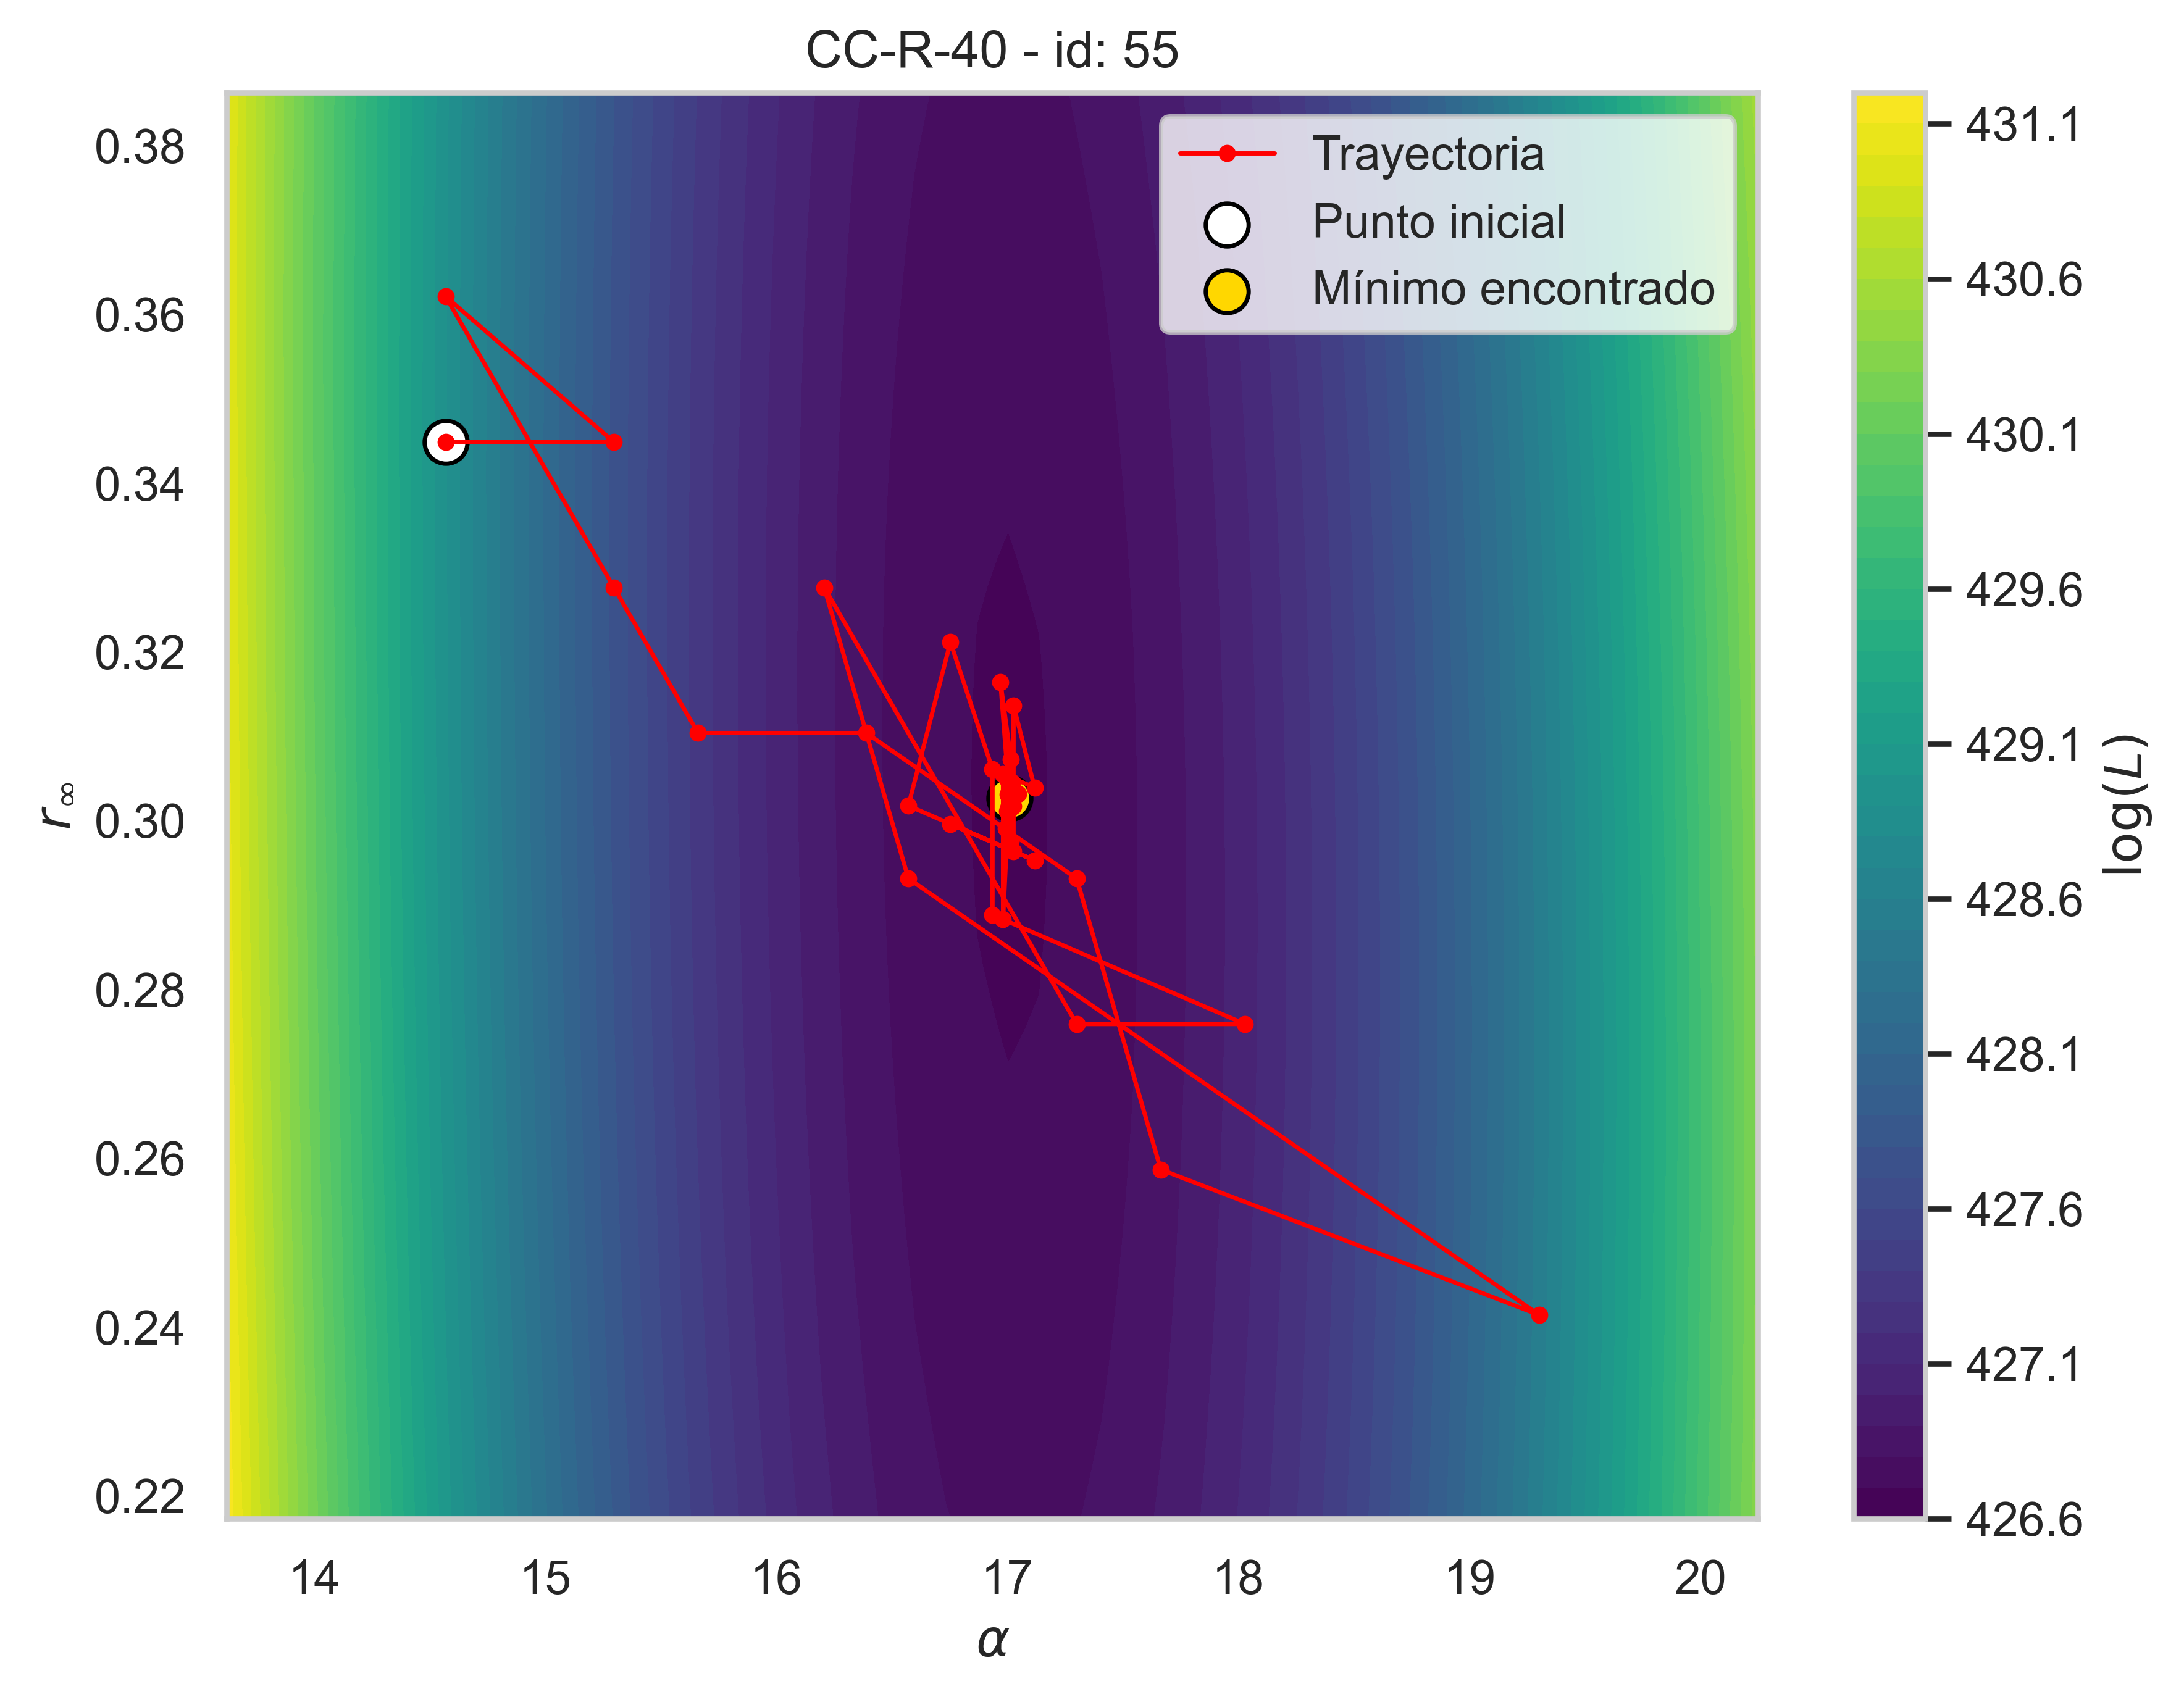 CC-R-40 - id: 55
Trayectoria
Punto inicial
Mínimo encontrado
0.38
0.36
0.34
0.32
0.30
0.28
0.26
0.24
0.22
r∞
14 15 16 17 18 19 20
α
431.1
430.6
430.1
429.6
429.1
428.6
428.1
427.6
427.1
426.6
log(L)